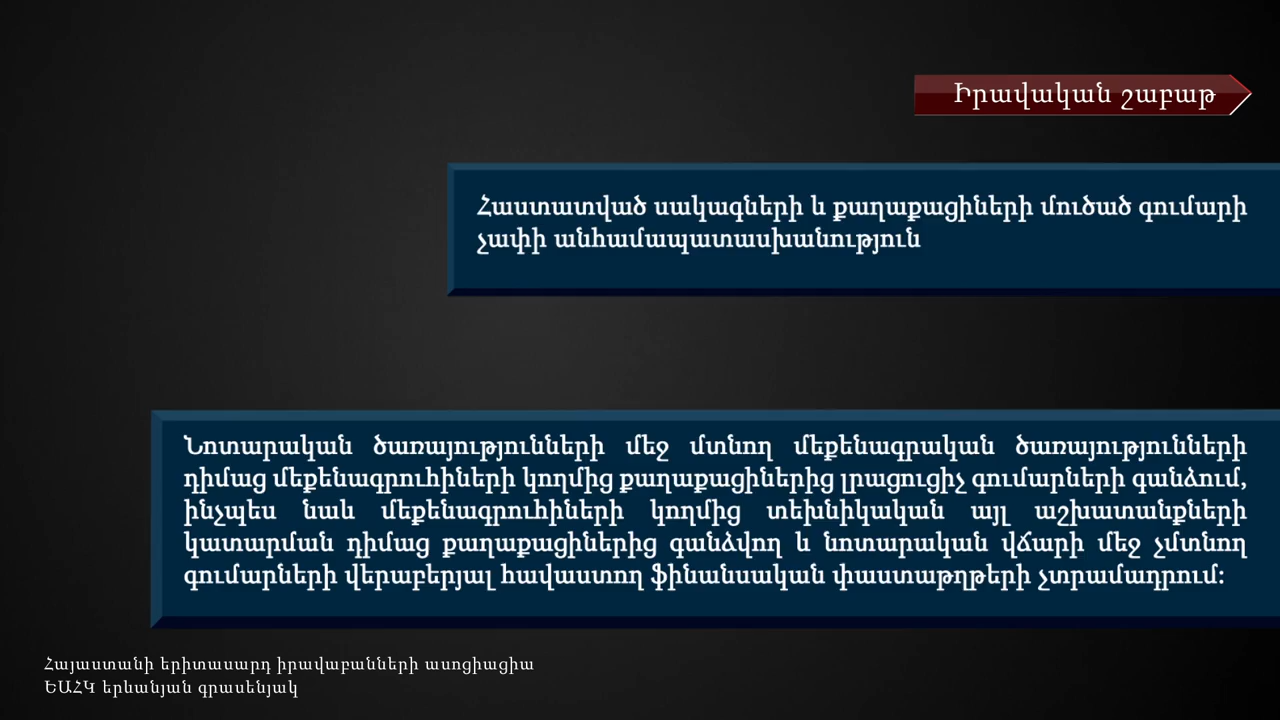 Իրավական շաբաթ
Հաստատված սակագների և քաղաքացիների մուծած գումարի
չափի անհամապատասխանություն
Նոտարական ծառայությունների մեջ մտնող մեքենագրական ծառայությունների
դիմաց մեքենագրուհիների կողմից քաղաքացիներից լրացուցիչ գումարների գանձում,
ինչպես նաև մեքենագրուհիների կողմից տեխնիկական այլ աշխատանքների
կատարման դիմաց քաղաքացիներից գանձվող և նոտարական վճարի մեջ չմտնող
գումարների վերաբերյալ հավաստող ֆինանսական փաստաթղթերի չտրամադրում:
Հայաստանի երիտասարդ իրավաբանների ասոցիացիա
ԵԱՀԿ երևանյան գրասենյակ